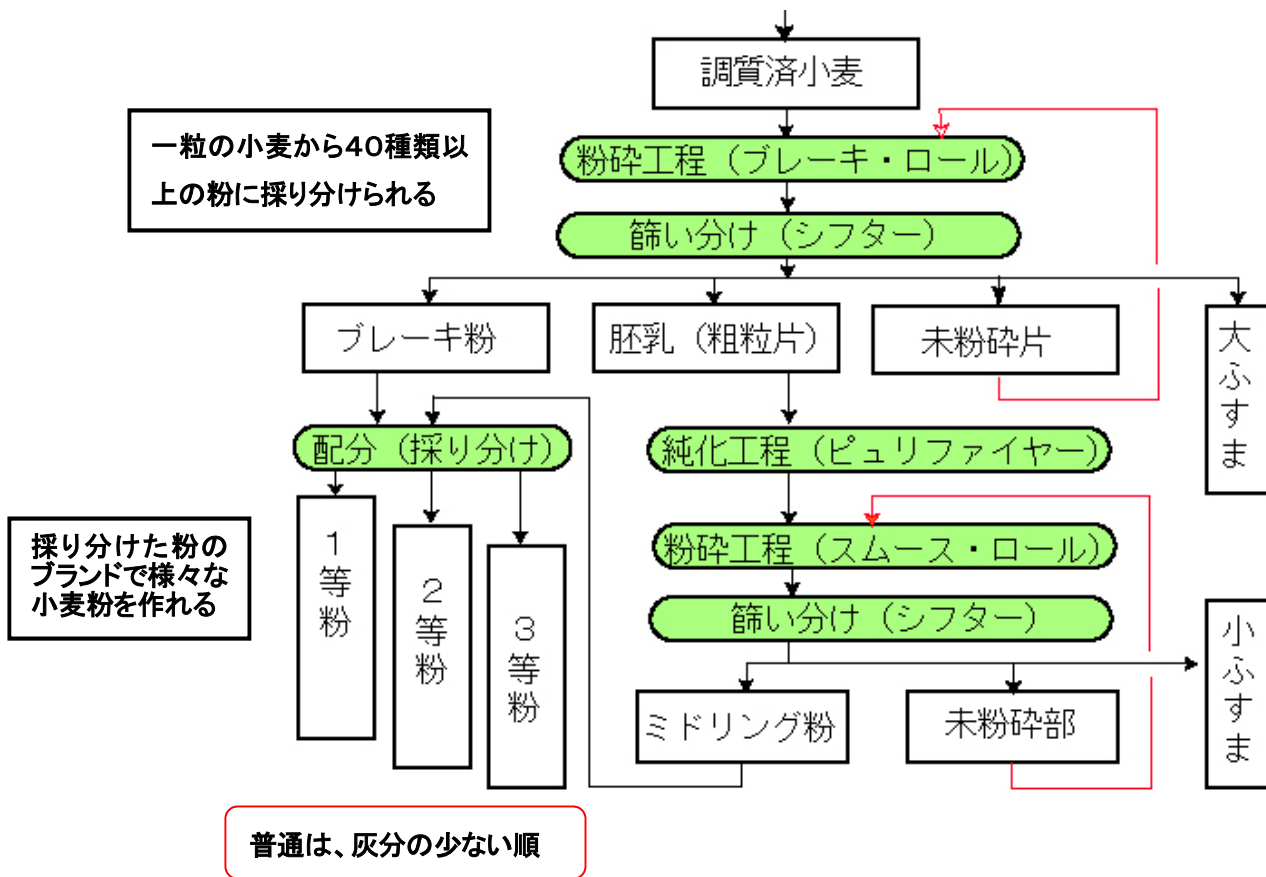 調質済小麦
一粒の小麦から40種類以
上の粉に採り分けられる
粉砕工程（ブレーキ・ロール）
篩い分け（シフター）
ブレーキ粉
胚乳（粗粒片）
未粉砕片
大ふすま
配分（採り分け）
純化工程（ピュリファイヤー）
1等粉
2等粉
3等粉
採り分けた粉の
ブランドで様々な
小麦粉を作れる
粉砕工程（スムース・ロール）
篩い分け（シフター）
小ふすま
ミドリング粉
未粉砕部
普通は、灰分の少ない順